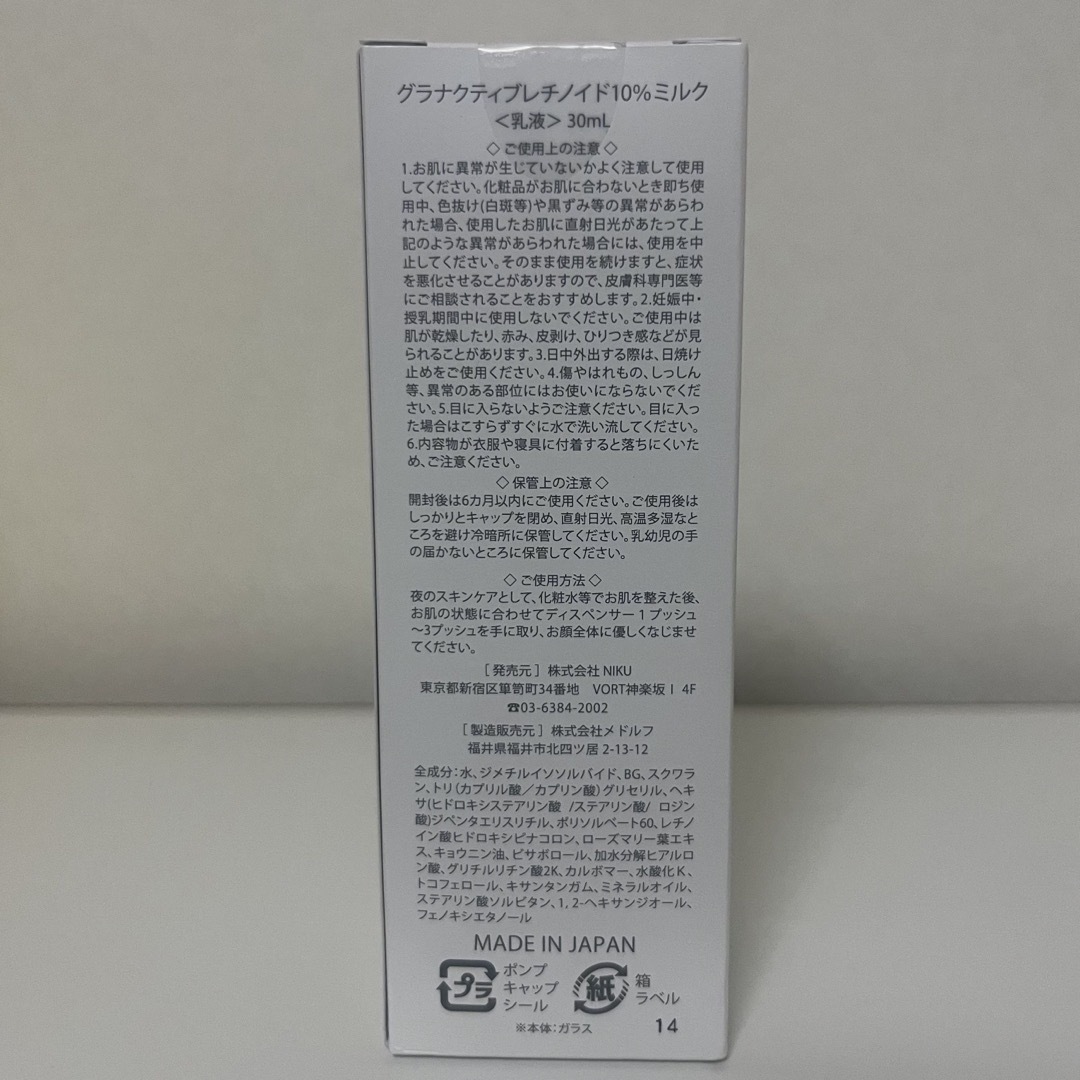 グラナクティブレチノイド10%ミルク
＜乳液＞ 30mL
◇ ご使用上の注意 ◇
1.お肌に異常が生じていないかよく注意して使用
してください。化粧品がお肌に合わないとき即ち使
用中、色抜け(白斑等)や黒ずみ等の異常があらわ
れた場合、使用したお肌に直射日光があたって上
記のような異常があらわれた場合には、使用を中
止してください。そのまま使用を続けますと、症状
を悪化させることがありますので、皮膚科専門医等
にご相談されることをおすすめします。2.妊娠中・
授乳期間中に使用しないでください。ご使用中は
肌が乾燥したり、赤み、皮剥け、ひりつき感などが見
られることがあります。3.日中外出する際は、日焼け
止めをご使用ください。4.傷やはれもの、しっしん
等、異常のある部位にはお使いにならないでくだ
さい。5.目に入らないようご注意ください。目に入っ
た場合はこすらずすぐに水で洗い流してください。
6.内容物が衣服や寝具に付着すると落ちにくいた
め、ご注意ください。
◇ 保管上の注意 ◇
開封後は6カ月以内にご使用ください。ご使用後は
しっかりとキャップを閉め、直射日光、高温多湿なと
ころを避け冷暗所に保管してください。乳幼児の手
の届かないところに保管してください。
◇ ご使用方法 ◇
夜のスキンケアとして、化粧水等でお肌を整えた後、
お肌の状態に合わせてディスペンサー1プッシュ
〜3プッシュを手に取り、お顔全体に優しくなじませ
てください。
［発売元］株式会社 NIKU
東京都新宿区箪笥町34番地　VORT神楽坂Ⅰ 4F
☎03-6384-2002
［製造販売元］株式会社メドルフ
福井県福井市北四ツ居 2-13-12
全成分：水、ジメチルイソソルバイド、BG、スクワラ
ン、トリ（カプリル酸／カプリン酸）グリセリル、ヘキ
サ(ヒドロキシステアリン酸 /ステアリン酸/ ロジン
酸)ジペンタエリスリチル、ポリソルベート60、レチノ
イン酸ヒドロキシピナコロン、ローズマリー葉エキ
ス、キョウニン油、ビサボロール、加水分解ヒアルロ
ン酸、グリチルリチン酸2K、カルボマー、水酸化Ｋ、
トコフェロール、キサンタンガム、ミネラルオイル、
ステアリン酸ソルビタン、1,2-ヘキサンジオール、
フェノキシエタノール
MADE IN JAPAN
プラ ポンプ
キャップ
シール
紙 箱
ラベル
※本体：ガラス
14